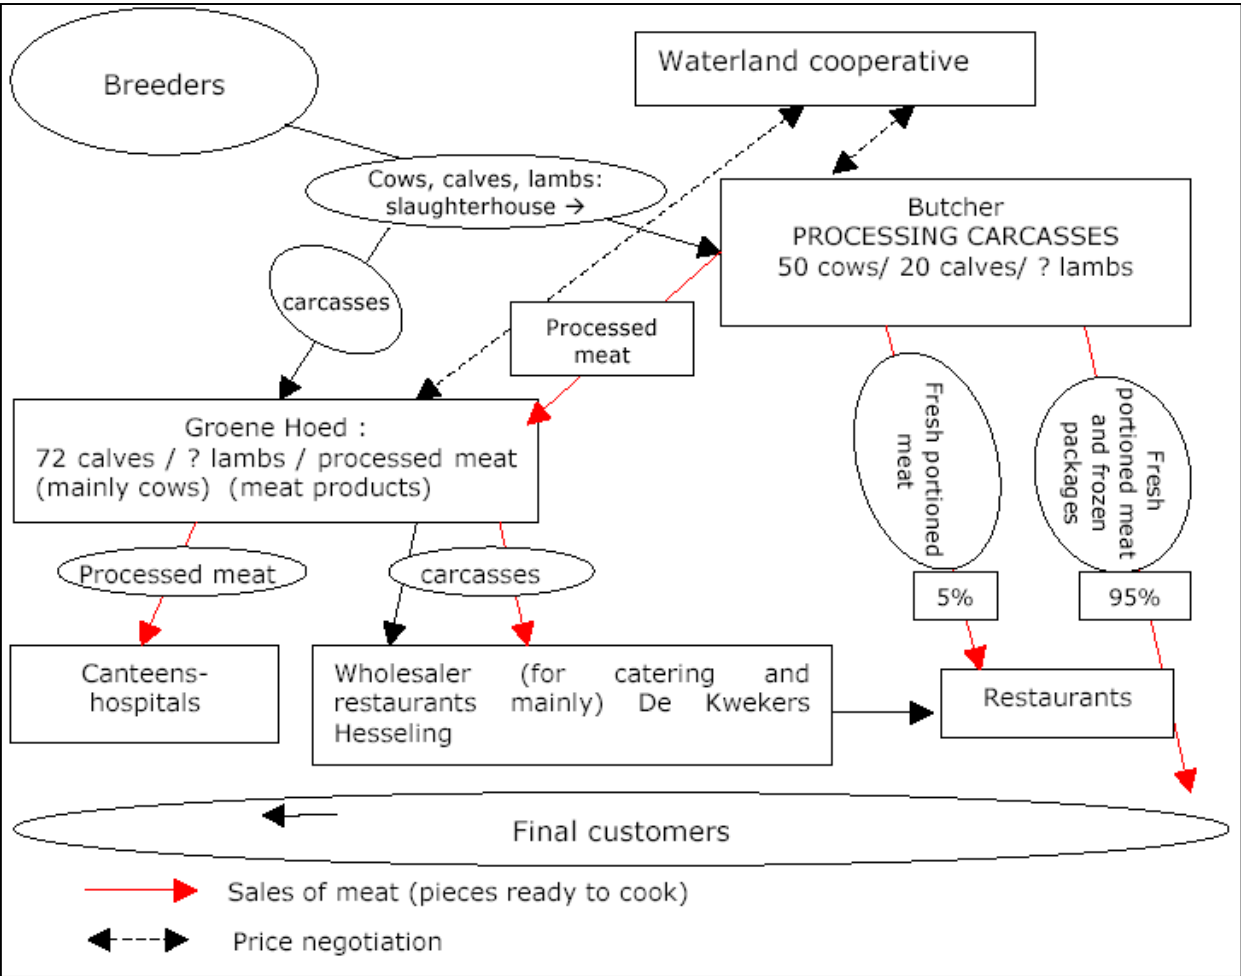 Breeders
Waterland cooperative
Cows, calves, lambs:
slaughterhouse →
Butcher
PROCESSING CARCASSES
50 cows/ 20 calves/ ? lambs
carcasses
Processed
meat
Groene Hoed :
72 calves / ? lambs / processed meat
(mainly cows) (meat products)
Fresh portioned
meat
Fresh
portioned meat
and frozen
packages
Processed meat
carcasses
5%
95%
Canteens-
hospitals
Wholesaler (for catering and
restaurants mainly) De Kwekers
Hesseling
Restaurants
Final customers
Sales of meat (pieces ready to cook)
Price negotiation